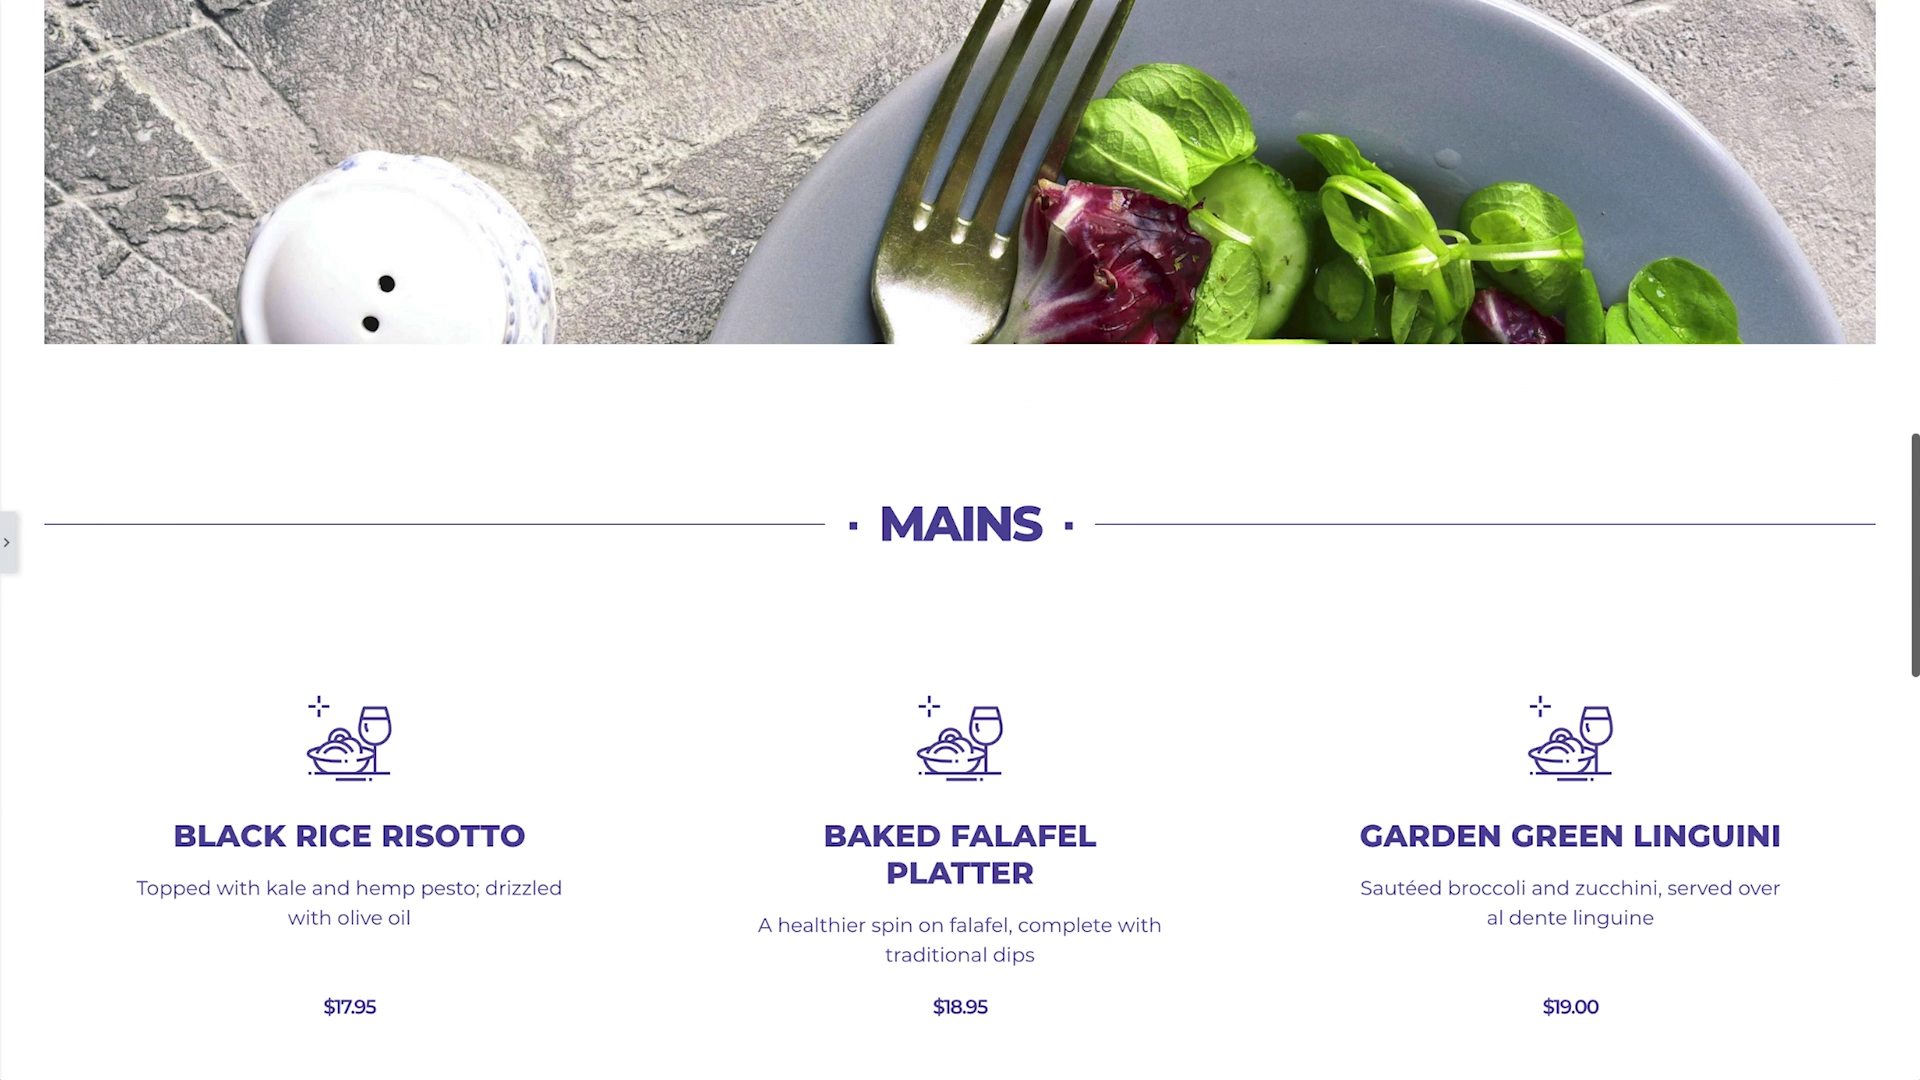 MAINS
BLACK RICE RISOTTO
Topped with kale and hemp pesto; drizzled
with olive oil
$17.95
BAKED FALAFEL
PLATTER
A healthier spin on falafel, complete with
traditional dips
$18.95
GARDEN GREEN LINGUINI
Sautéed broccoli and zucchini, served over
al dente linguine
$19.00